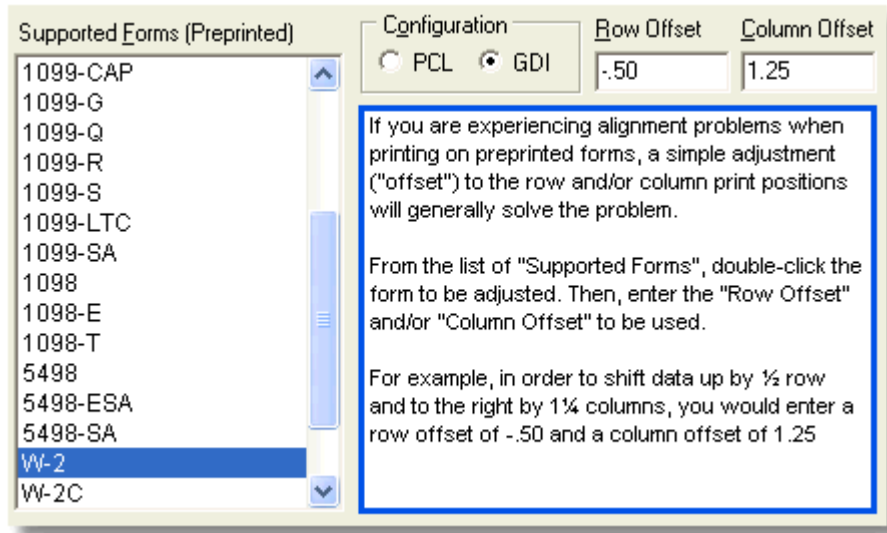 Supported Forms (Preprinted)
1099-CAP
1099-G
1099-Q
1099-R
1099-S
1099-LTC
1099-SA
1098
1098-E
1098-T
5498
5498-ESA
5498-SA
W-2
W-2C
Configuration
PCL GDI
Row Offset
-.50
Column Offset
1.25
If you are experiencing alignment problems when
printing on preprinted forms, a simple adjustment
("offset") to the row and/or column print positions
will generally solve the problem.
From the list of "Supported Forms", double-click the
form to be adjusted. Then, enter the "Row Offset"
and/or "Column Offset" to be used.
For example, in order to shift data up by ½ row
and to the right by 1¼ columns, you would enter a
row offset of -.50 and a column offset of 1.25